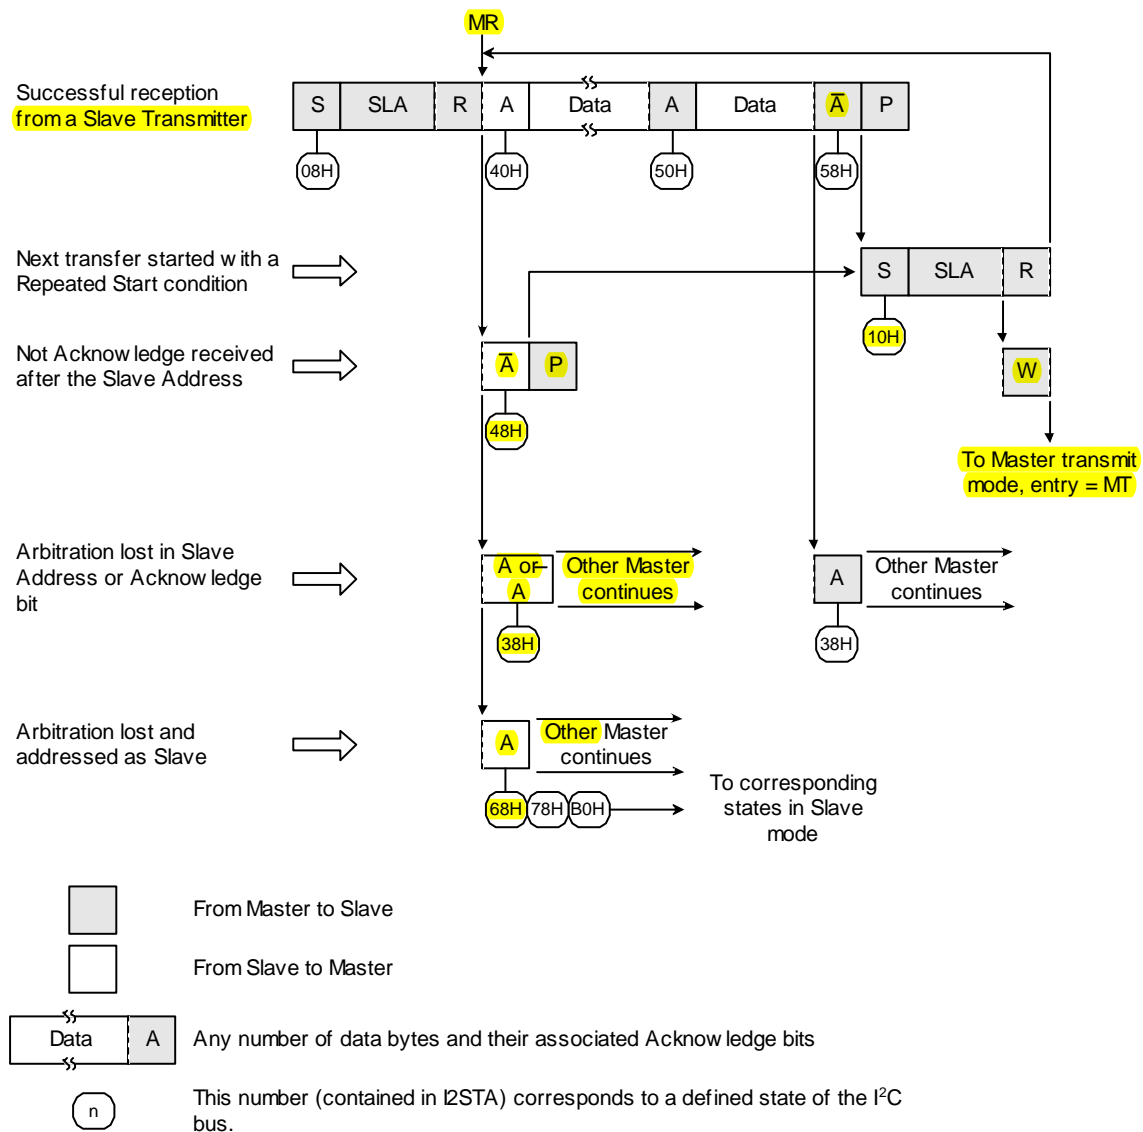 MR
Successful reception
from a Slave Transmitter
S SLA R A Data A Data A̅ P
08H 40H 50H 58H
Next transfer started with a
Repeated Start condition
S SLA R
10H
Not Acknowledge received
after the Slave Address
A̅ P
W
48H
To Master transmit
mode, entry = MT
Arbitration lost in Slave
Address or Acknowledge
bit
A or
A̅
Other Master
continues
A
Other Master
continues
38H 38H
Arbitration lost and
addressed as Slave
A
Other Master
continues
68H 78H B0H
To corresponding
states in Slave
mode
From Master to Slave
From Slave to Master
Data A Any number of data bytes and their associated Acknowledge bits
n This number (contained in I2STA) corresponds to a defined state of the I²C
bus.